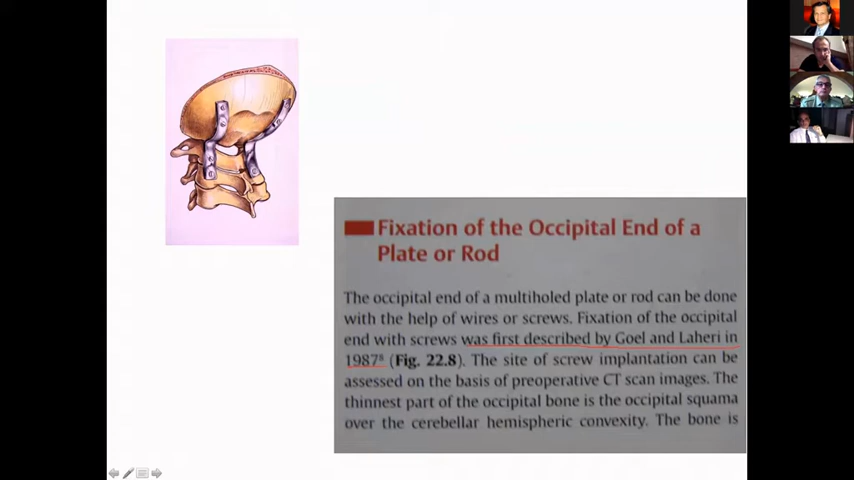 Fixation of the Occipital End of a
Plate or Rod
The occipital end of a multiholed plate or rod can be done
with the help of wires or screws. Fixation of the occipital
end with screws was first described by Goel and Laheri in
1987⁸ (Fig. 22.8). The site of screw implantation can be
assessed on the basis of preoperative CT scan images. The
thinnest part of the occipital bone is the occipital squama
over the cerebellar hemispheric convexity. The bone is